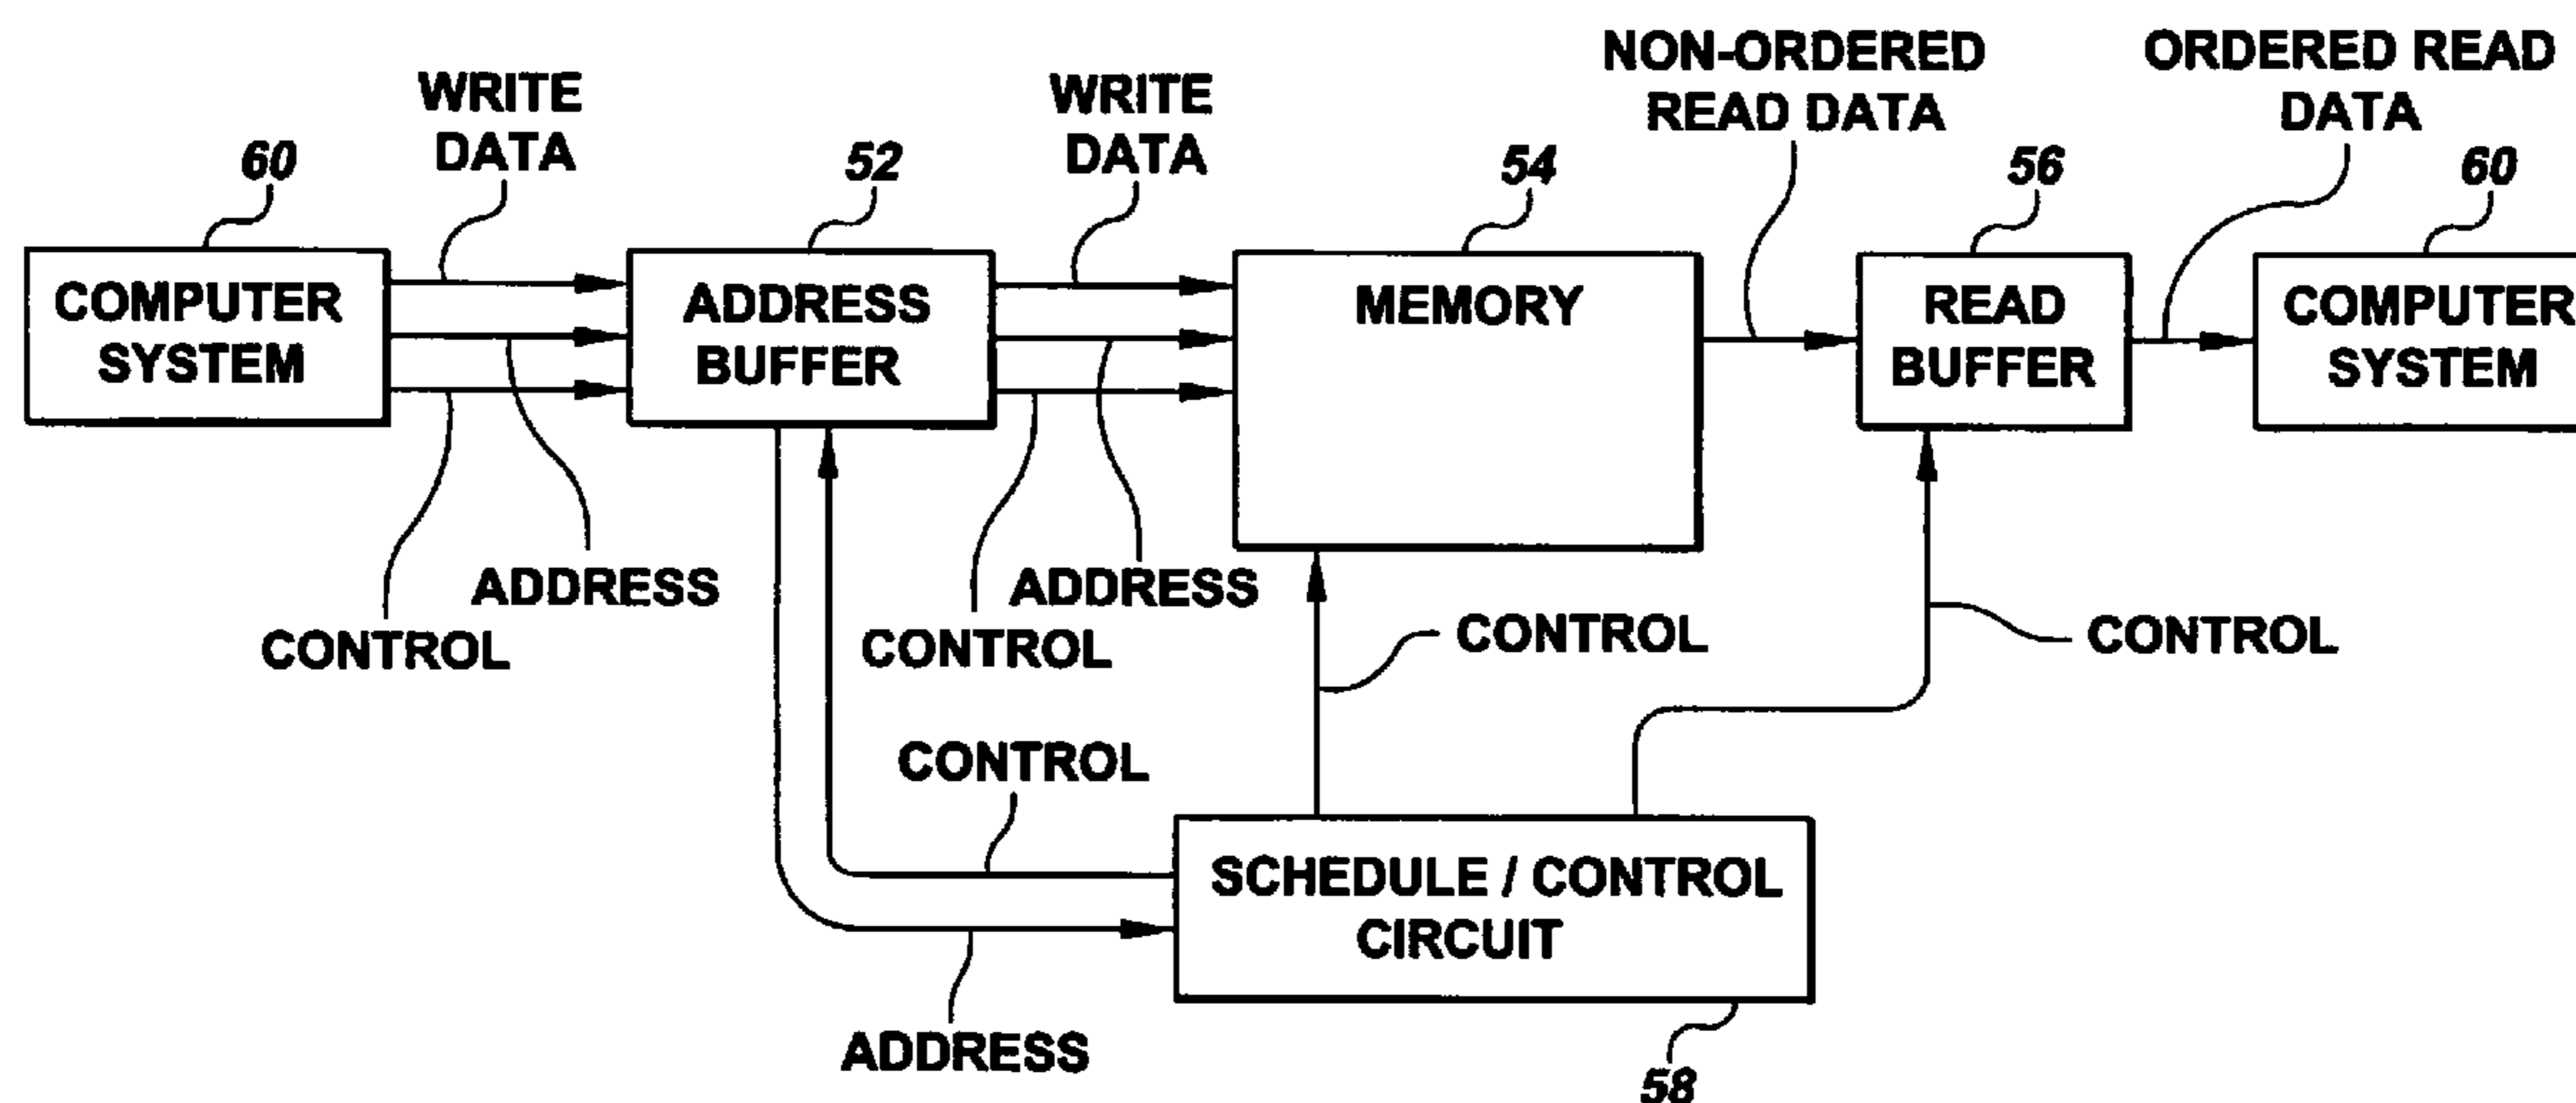 NON-ORDERED
READ DATA
ORDERED READ
DATA
WRITE
DATA
WRITE
DATA
60
52
54
56
60
COMPUTER
SYSTEM
ADDRESS
BUFFER
MEMORY
READ
BUFFER
COMPUTER
SYSTEM
ADDRESS
CONTROL
ADDRESS
CONTROL
CONTROL
CONTROL
CONTROL
SCHEDULE / CONTROL
CIRCUIT
ADDRESS
58